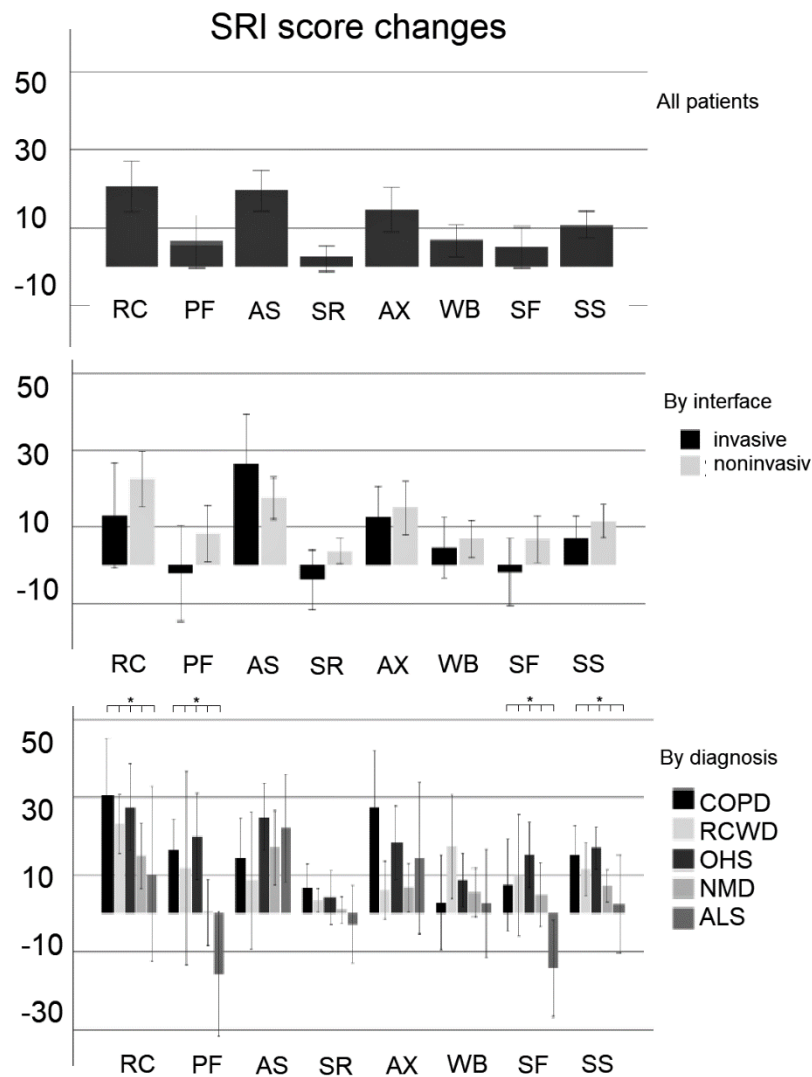 SRI score changes
50
30
10
-10
All patients
RC PF AS SR AX WB SF SS
50
30
10
-10
By interface
invasive
: noninvasiv
RC PF AS SR AX WB SF SS
* * * *
50
30
10
-10
-30
By diagnosis
COPD
RCWD
OHS
NMD
ALS
RC PF AS SR AX WB SF SS